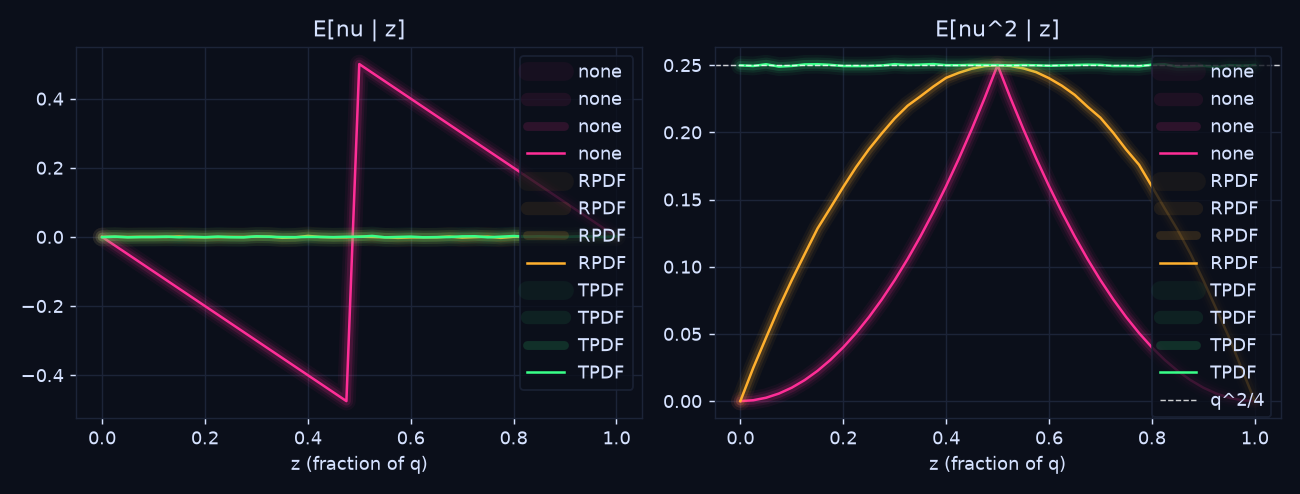 E[nu | z]
0.4
0.2
0.0
−0.2
−0.4
0.0
0.2
0.4
0.6
0.8
1.0
z (fraction of q)
none
none
none
none
RPDF
RPDF
RPDF
RPDF
TPDF
TPDF
TPDF
TPDF
E[nu^2 | z]
0.25
0.20
0.15
0.10
0.05
0.00
0.0
0.2
0.4
0.6
0.8
1.0
z (fraction of q)
none
none
none
none
RPDF
RPDF
RPDF
RPDF
TPDF
TPDF
TPDF
TPDF
q^2/4